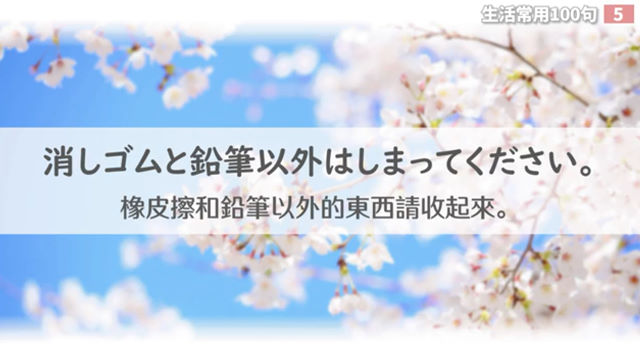 生活常用100句 5
消しゴムと鉛筆以外はしまってください。
橡皮擦和鉛筆以外的東西請收起來。